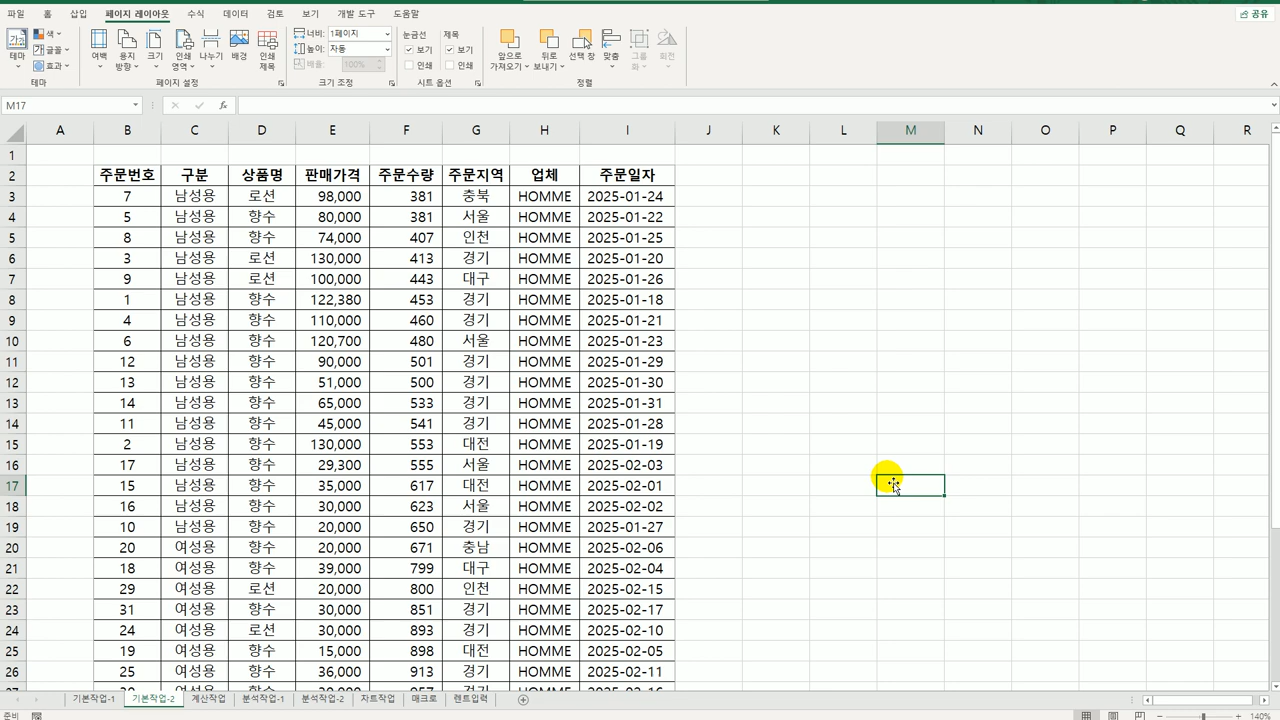 파일 홈 삽입 페이지 레이아웃 수식 데이터 검토 보기 개발 도구 도움말 공유
테마 색 글꼴 효과
여백 용지 방향 크기 인쇄 영역 나누기 배경 인쇄 제목
너비: 1페이지
높이: 자동
배율: 100%
눈금선 제목
보기 보기
인쇄 인쇄
앞으로 가져오기 뒤로 보내기 선택 창 맞춤 그룹화 회전
테마 페이지 설정 크기 조정 시트 옵션 정렬
M17 fx
A B C D E F G H I J K L M N O P Q R
1
2 주문번호 구분 상품명 판매가격 주문수량 주문지역 업체 주문일자
3 7 남성용 로션 98,000 381 충북 HOMME 2025-01-24
4 5 남성용 향수 80,000 381 서울 HOMME 2025-01-22
5 8 남성용 향수 74,000 407 인천 HOMME 2025-01-25
6 3 남성용 로션 130,000 413 경기 HOMME 2025-01-20
7 9 남성용 로션 100,000 443 대구 HOMME 2025-01-26
8 1 남성용 향수 122,380 453 경기 HOMME 2025-01-18
9 4 남성용 향수 110,000 460 경기 HOMME 2025-01-21
10 6 남성용 향수 120,700 480 서울 HOMME 2025-01-23
11 12 남성용 향수 90,000 501 경기 HOMME 2025-01-29
12 13 남성용 향수 51,000 500 경기 HOMME 2025-01-30
13 14 남성용 향수 65,000 533 경기 HOMME 2025-01-31
14 11 남성용 향수 45,000 541 경기 HOMME 2025-01-28
15 2 남성용 향수 130,000 553 대전 HOMME 2025-01-19
16 17 남성용 향수 29,300 555 서울 HOMME 2025-02-03
17 15 남성용 향수 35,000 617 대전 HOMME 2025-02-01
18 16 남성용 향수 30,000 623 서울 HOMME 2025-02-02
19 10 남성용 향수 20,000 650 경기 HOMME 2025-01-27
20 20 여성용 향수 20,000 671 충남 HOMME 2025-02-06
21 18 여성용 향수 39,000 799 대구 HOMME 2025-02-04
22 29 여성용 로션 20,000 800 인천 HOMME 2025-02-15
23 31 여성용 향수 30,000 851 경기 HOMME 2025-02-17
24 24 여성용 로션 30,000 893 경기 HOMME 2025-02-10
25 19 여성용 향수 15,000 898 대전 HOMME 2025-02-05
26 25 여성용 향수 36,000 913 경기 HOMME 2025-02-11
기본작업-1 기본작업-2 계산작업 분석작업-1 분석작업-2 차트작업 매크로 렌트입력
준비 140%